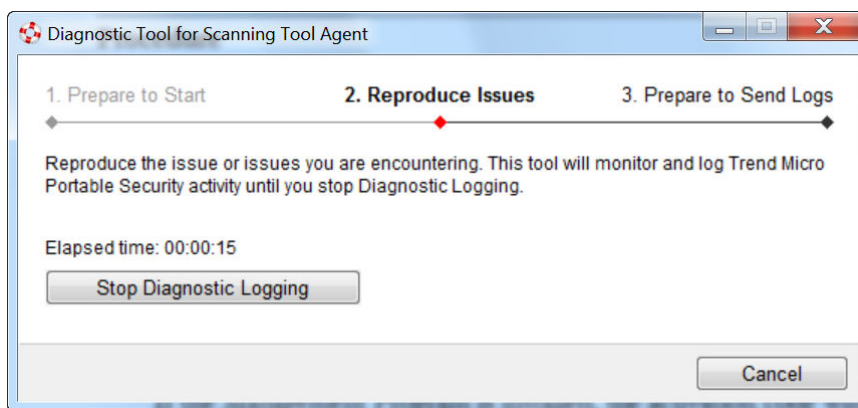 Diagnostic Tool for Scanning Tool Agent
1. Prepare to Start
2. Reproduce Issues
3. Prepare to Send Logs
Reproduce the issue or issues you are encountering. This tool will monitor and log Trend Micro
Portable Security activity until you stop Diagnostic Logging.
Elapsed time: 00:00:15
Stop Diagnostic Logging
Cancel